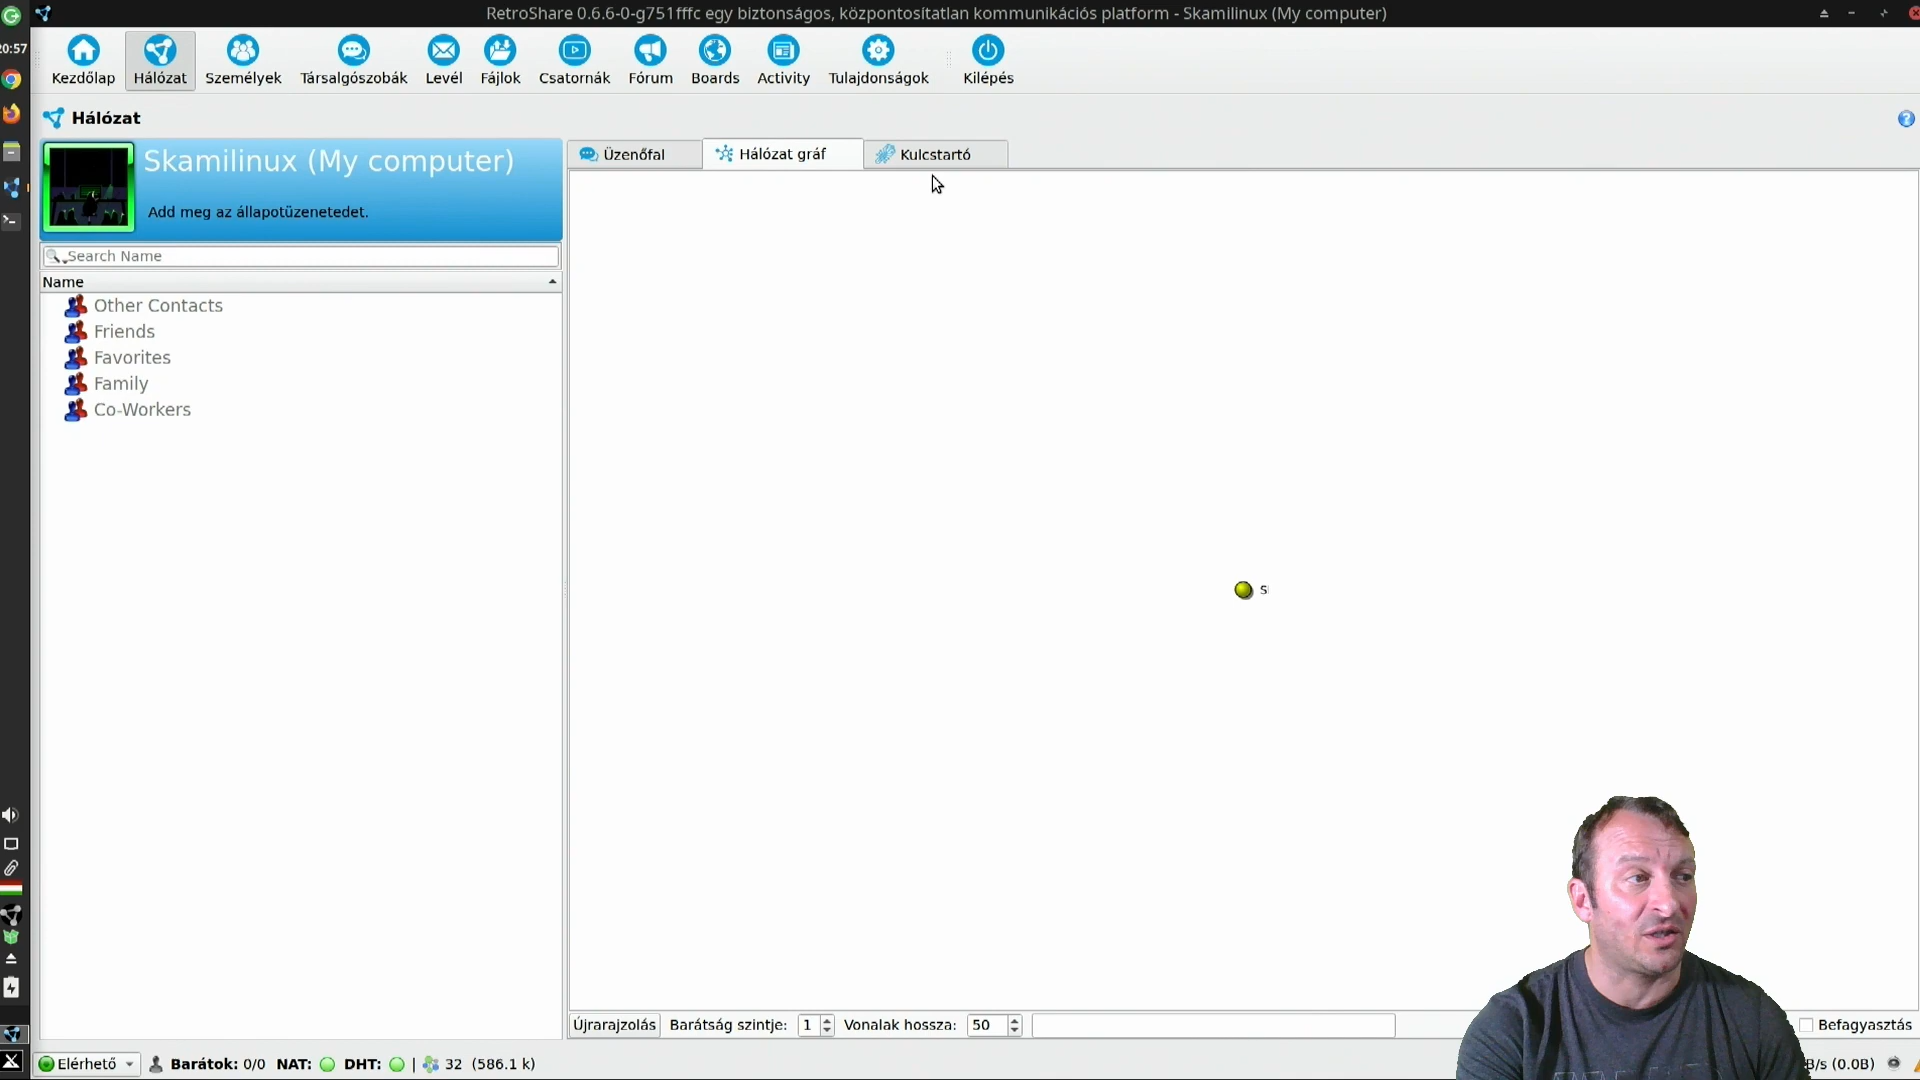 RetroShare 0.6.6-0-g751fffc egy biztonságos, központosítatlan kommunikációs platform - Skamilinux (My computer)
20:57
Kezdőlap Hálózat Személyek Társalgószobák Levél Fájlok Csatornák Fórum Boards Activity Tulajdonságok Kilépés
Hálózat
Skamilinux (My computer)
Add meg az állapotüzenetedet.
Search Name
Name
Other Contacts
Friends
Favorites
Family
Co-Workers
Üzenőfal Hálózat gráf Kulcstartó
Újrarajzolás Barátság szintje: 1 Vonalak hossza: 50 Befagyasztás
Elérhető Barátok: 0/0 NAT: DHT: | 32 (586.1 k) B/s (0.0B)